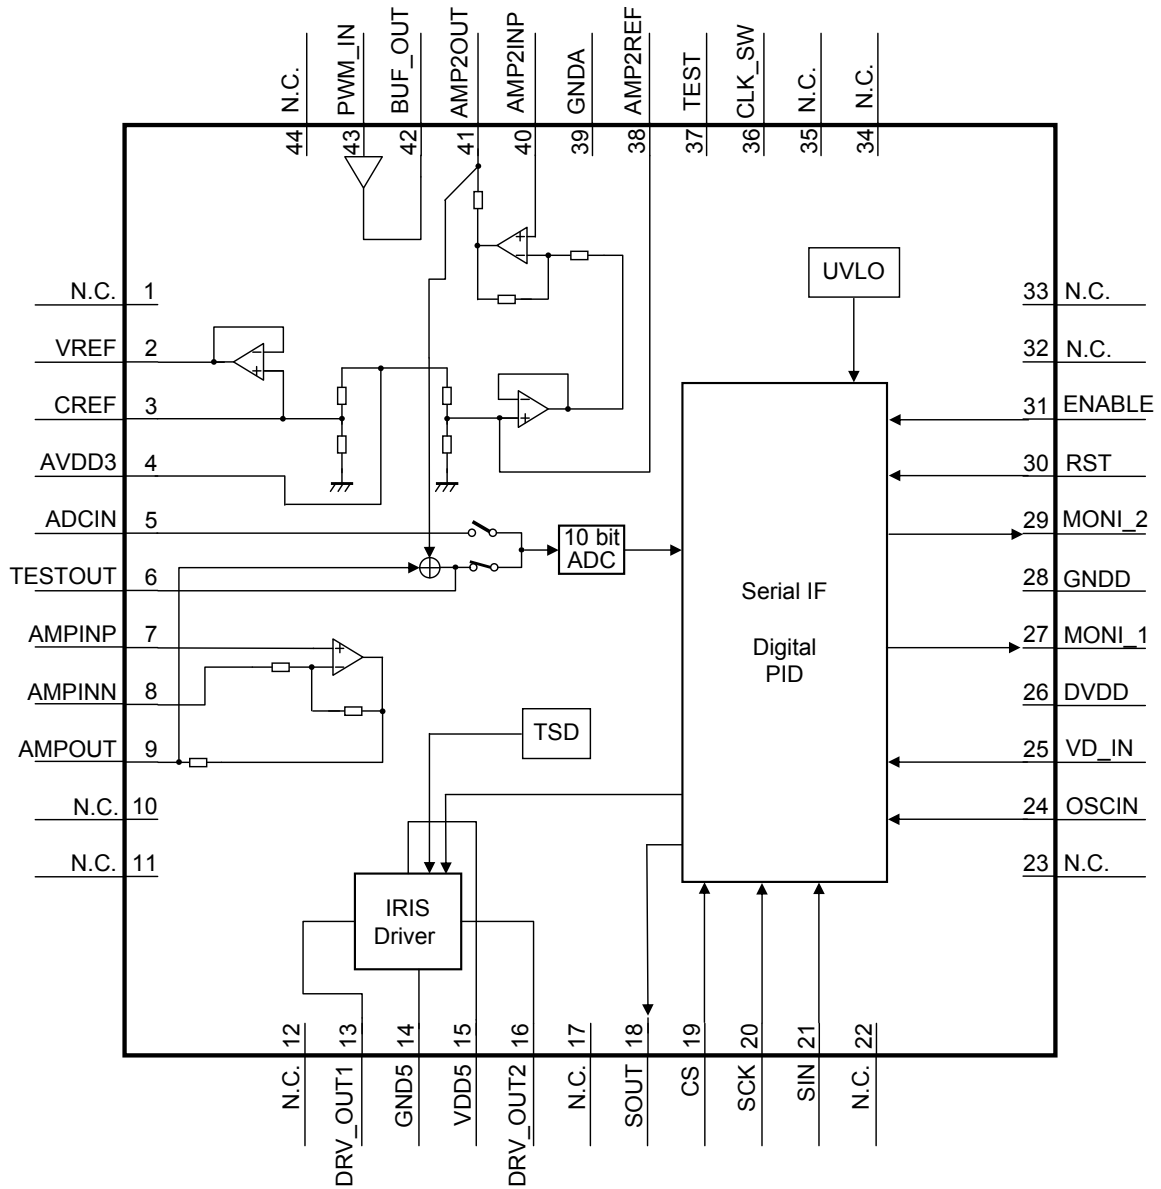 N.C.
PWM_IN
BUF_OUT
AMP2OUT
AMP2INP
GNDA
AMP2REF
TEST
CLK_SW
N.C.
N.C.
44
43
42
41
40
39
38
37
36
35
34
N.C. 1
VREF 2
CREF 3
AVDD3 4
ADCIN 5
TESTOUT 6
AMPINP 7
AMPINN 8
AMPOUT 9
N.C. 10
N.C. 11
+
−
−
+
−
+
+
−
10 bit
ADC
UVLO
Serial IF
Digital
PID
TSD
IRIS
Driver
33 N.C.
32 N.C.
31 ENABLE
30 RST
29 MONI_2
28 GNDD
27 MONI_1
26 DVDD
25 VD_IN
24 OSCIN
23 N.C.
12
13
14
15
16
17
18
19
20
21
22
N.C.
DRV_OUT1
GND5
VDD5
DRV_OUT2
N.C.
SOUT
CS
SCK
SIN
N.C.